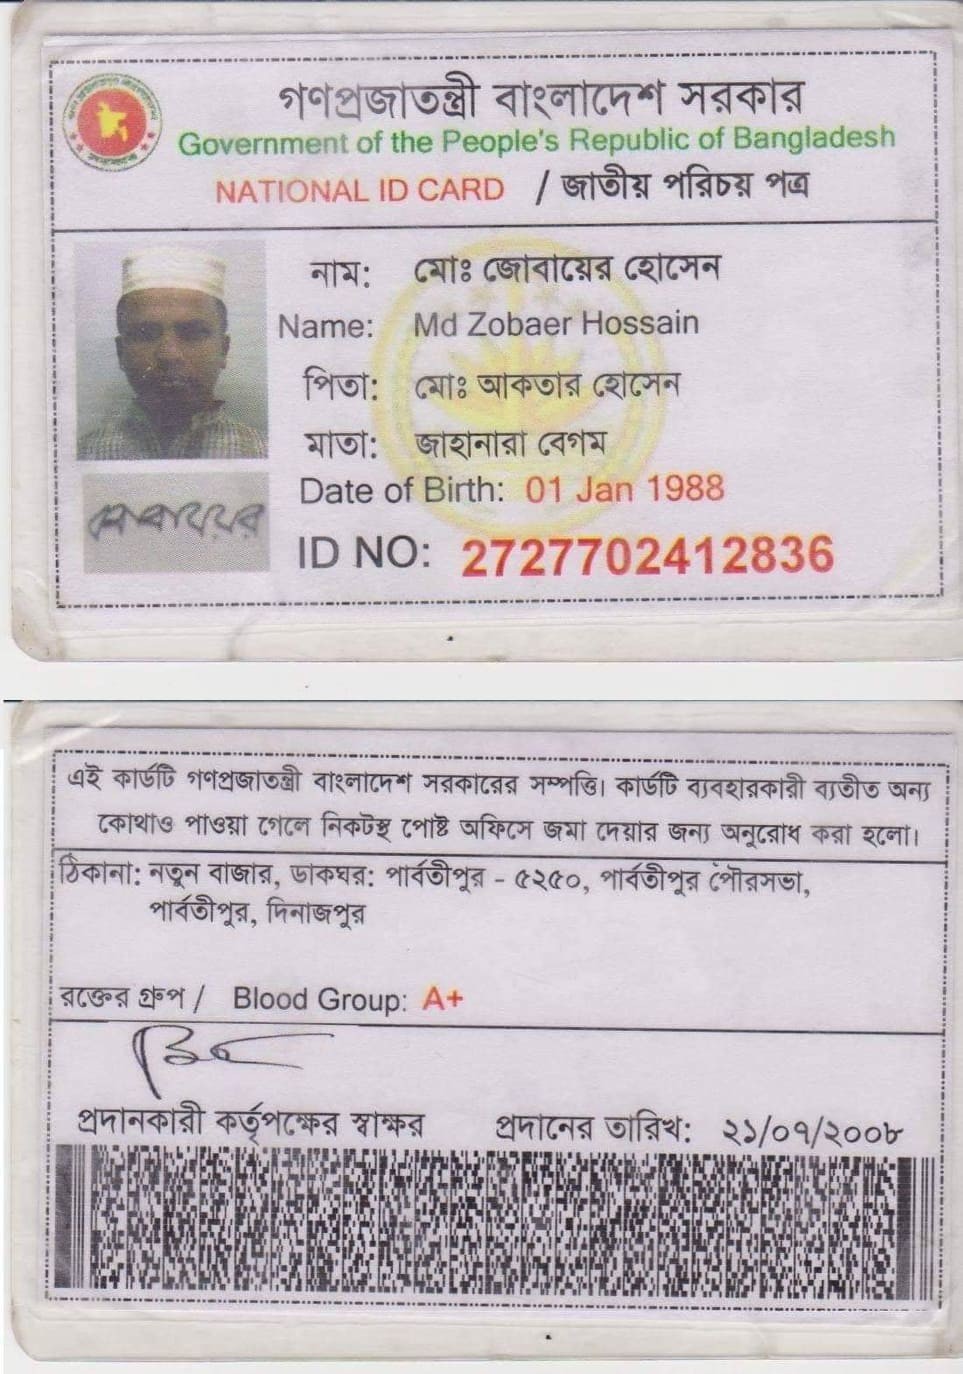 গণপ্রজাতন্ত্রী বাংলাদেশ সরকার
Government of the People's Republic of Bangladesh
NATIONAL ID CARD / জাতীয় পরিচয় পত্র
নাম: মোঃ জোবায়ের হোসেন
Name: Md Zobaer Hossain
পিতা: মোঃ আকতার হোসেন
মাতা: জাহানারা বেগম
Date of Birth: 01 Jan 1988
জোবায়ের
ID NO: 2727702412836
এই কার্ডটি গণপ্রজাতন্ত্রী বাংলাদেশ সরকারের সম্পত্তি। কার্ডটি ব্যবহারকারী ব্যতীত অন্য
কোথাও পাওয়া গেলে নিকটস্থ পোষ্ট অফিসে জমা দেয়ার জন্য অনুরোধ করা হলো।
ঠিকানা: নতুন বাজার, ডাকঘর: পার্বতীপুর - ৫২৫০, পার্বতীপুর পৌরসভা,
পার্বতীপুর, দিনাজপুর
রক্তের গ্রুপ / Blood Group: A+
প্রদানকারী কর্তৃপক্ষের স্বাক্ষর প্রদানের তারিখ: ২১/০৭/২০০৮